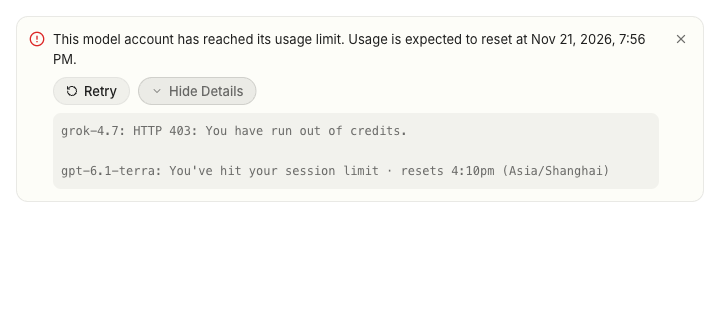 This model account has reached its usage limit. Usage is expected to reset at Nov 21, 2026, 7:56
PM.
Retry
Hide Details
grok-4.7: HTTP 403: You have run out of credits.
gpt-6.1-terra: You've hit your session limit · resets 4:10pm (Asia/Shanghai)